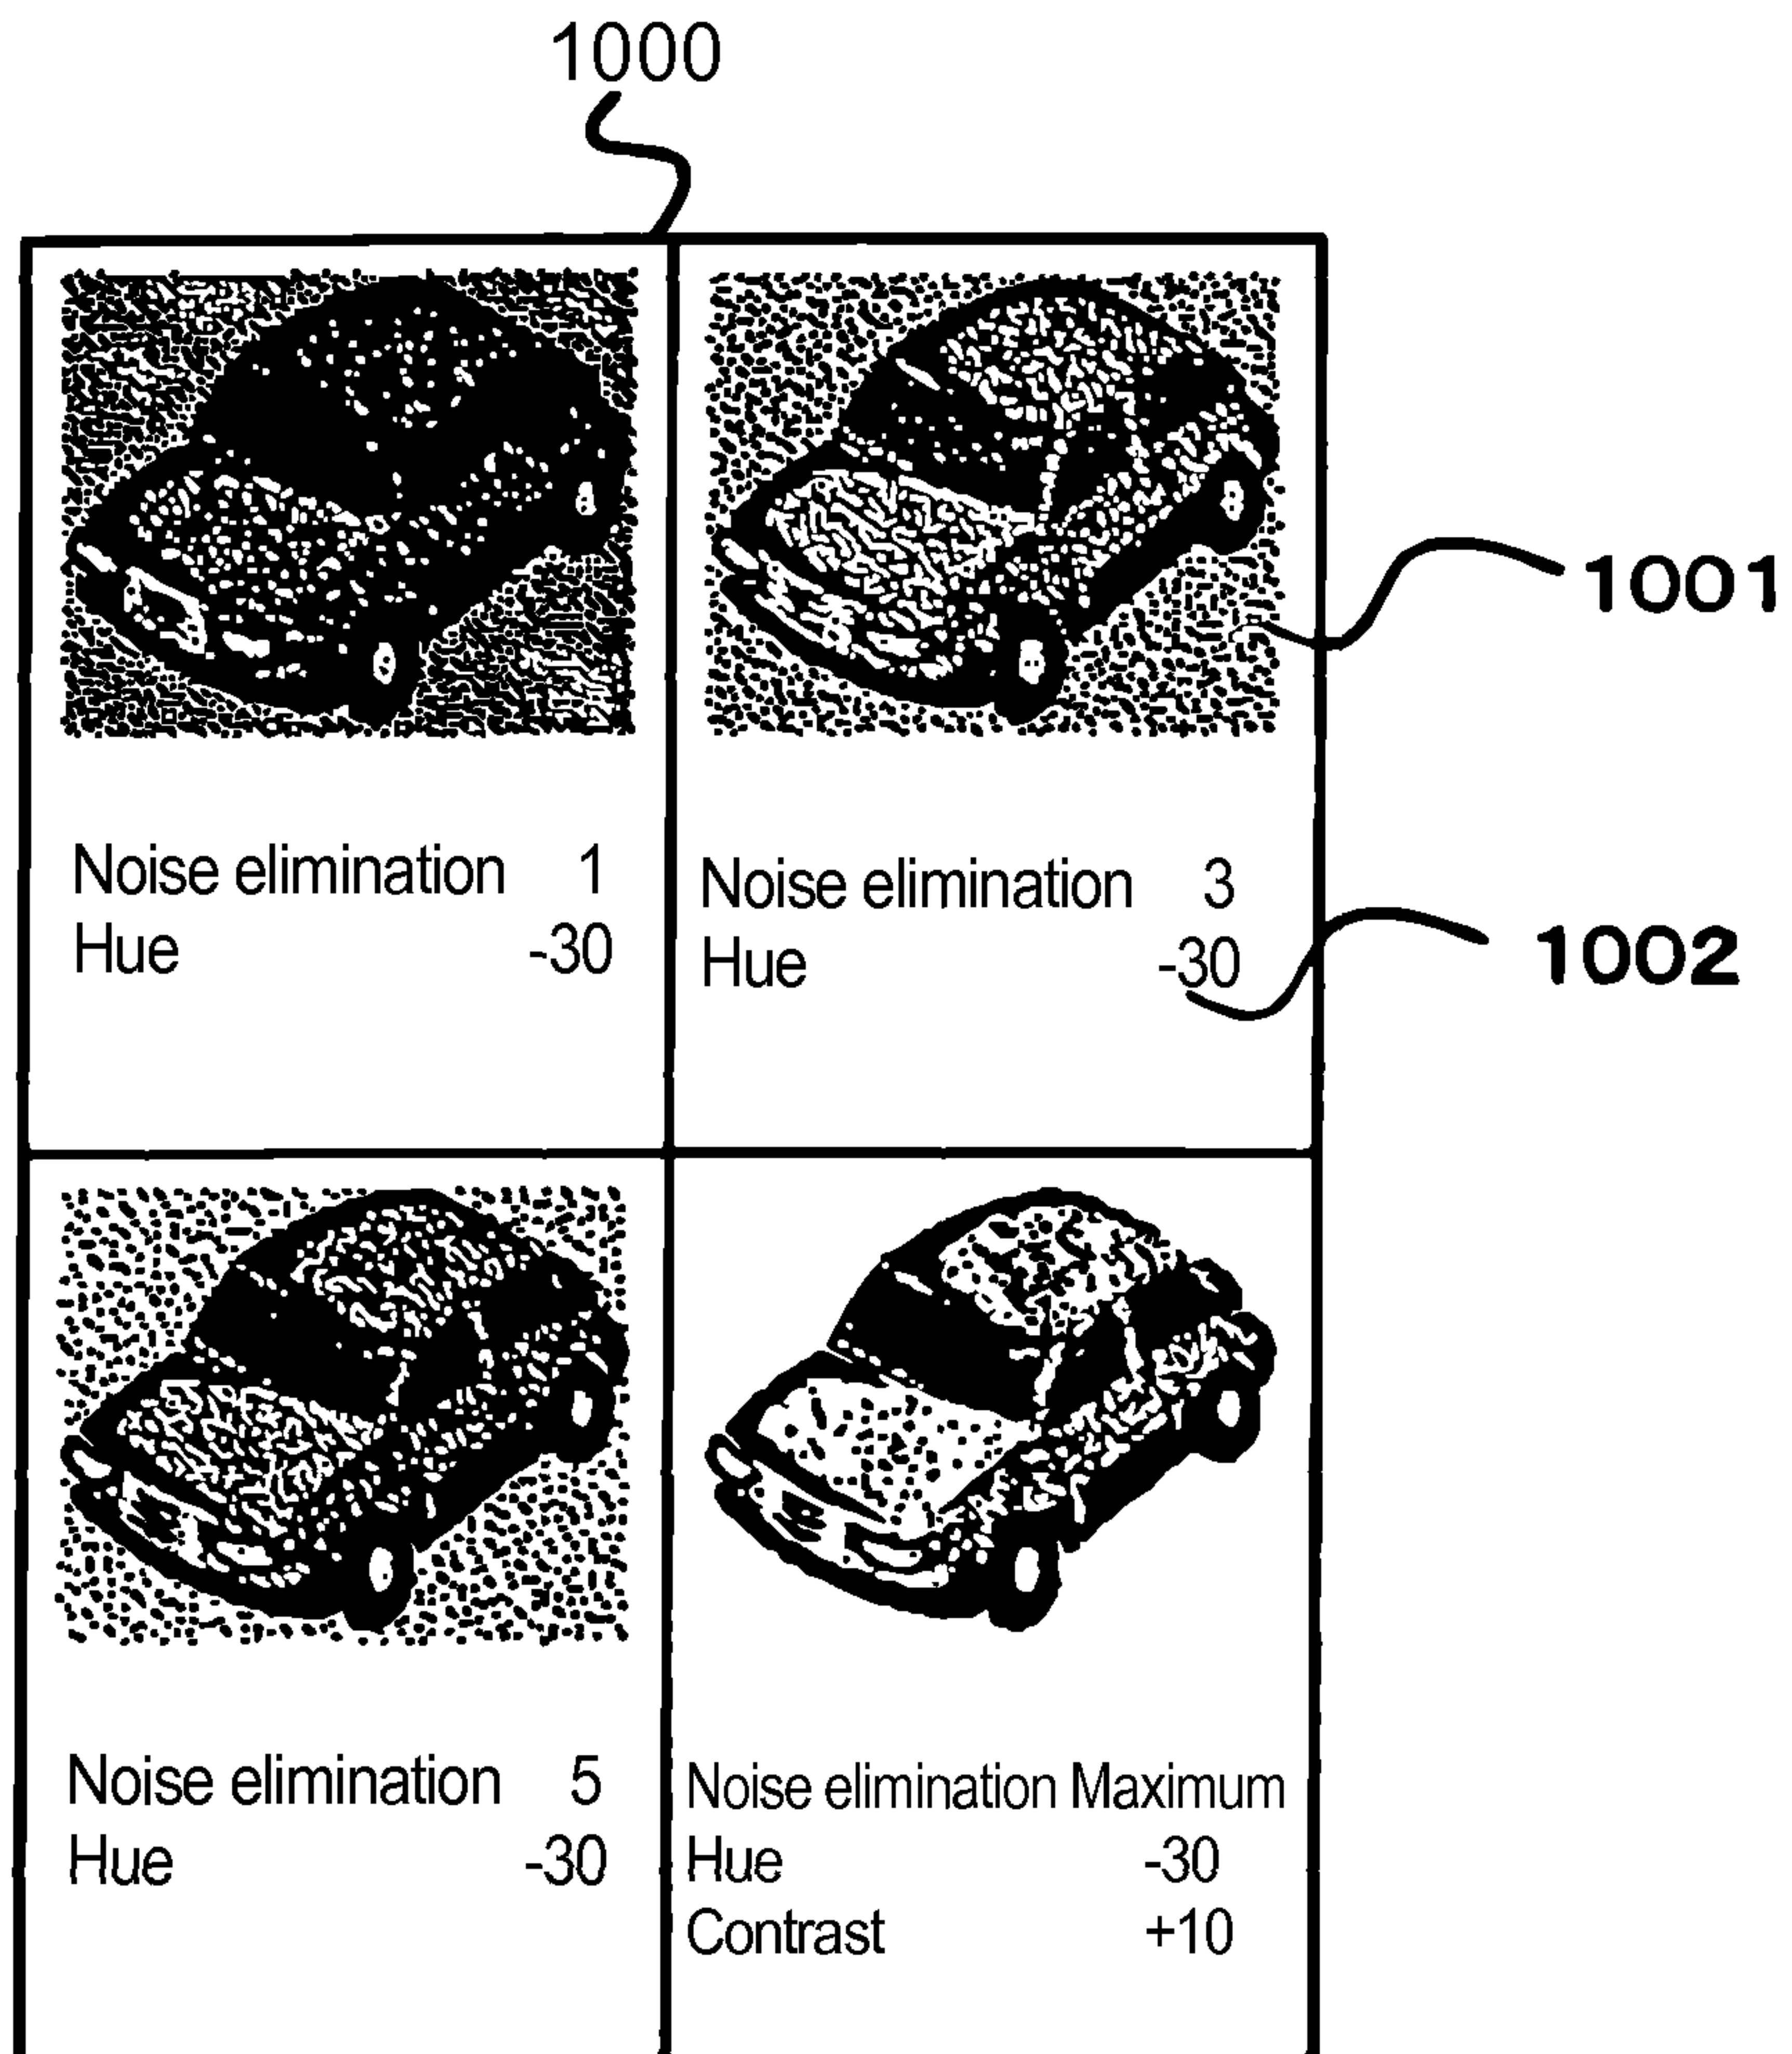 1000
1001
Noise elimination 1
Hue -30
Noise elimination 3
Hue -30
1002
Noise elimination 5
Hue -30
Noise elimination Maximum
Hue -30
Contrast +10